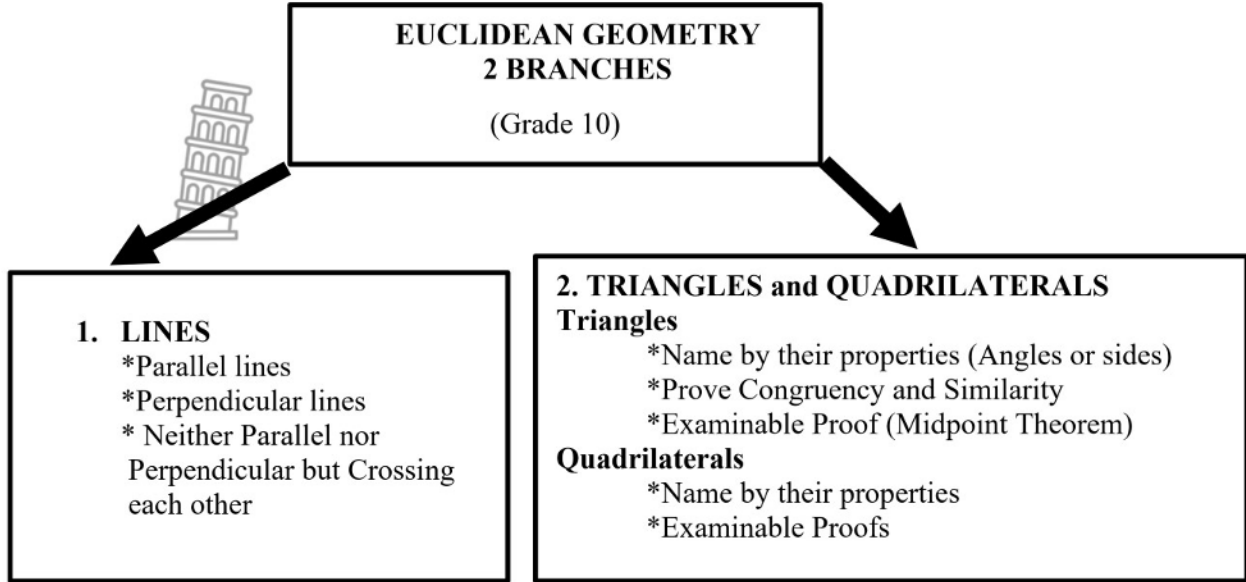 EUCLIDEAN GEOMETRY
2 BRANCHES
(Grade 10)
1. LINES
*Parallel lines
*Perpendicular lines
* Neither Parallel nor
Perpendicular but Crossing
each other
2. TRIANGLES and QUADRILATERALS
Triangles
*Name by their properties (Angles or sides)
*Prove Congruency and Similarity
*Examinable Proof (Midpoint Theorem)
Quadrilaterals
*Name by their properties
*Examinable Proofs